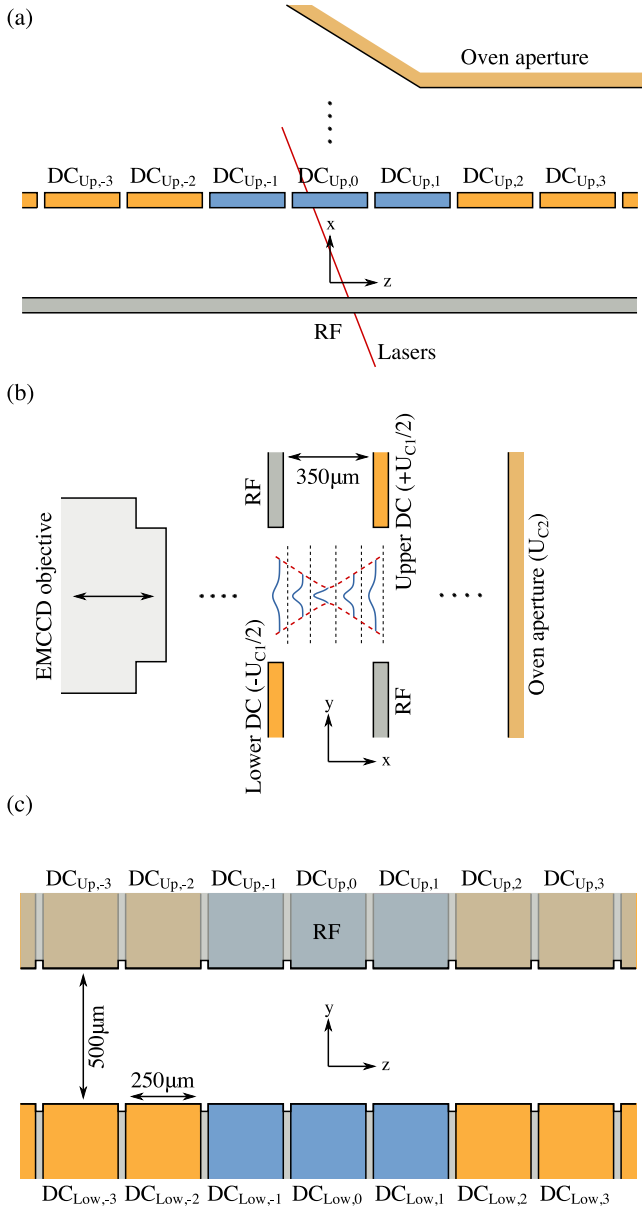 (a)
Oven aperture
DC_Up,-3 DC_Up,-2 DC_Up,-1 DC_Up,0 DC_Up,1 DC_Up,2 DC_Up,3
x
z
RF
Lasers
(b)
EMCCD objective
RF
350μm
Upper DC (+U_C1/2)
Oven aperture (U_C2)
Lower DC (-U_C1/2)
RF
y
x
(c)
DC_Up,-3 DC_Up,-2 DC_Up,-1 DC_Up,0 DC_Up,1 DC_Up,2 DC_Up,3
RF
500μm
y
z
250μm
DC_Low,-3 DC_Low,-2 DC_Low,-1 DC_Low,0 DC_Low,1 DC_Low,2 DC_Low,3